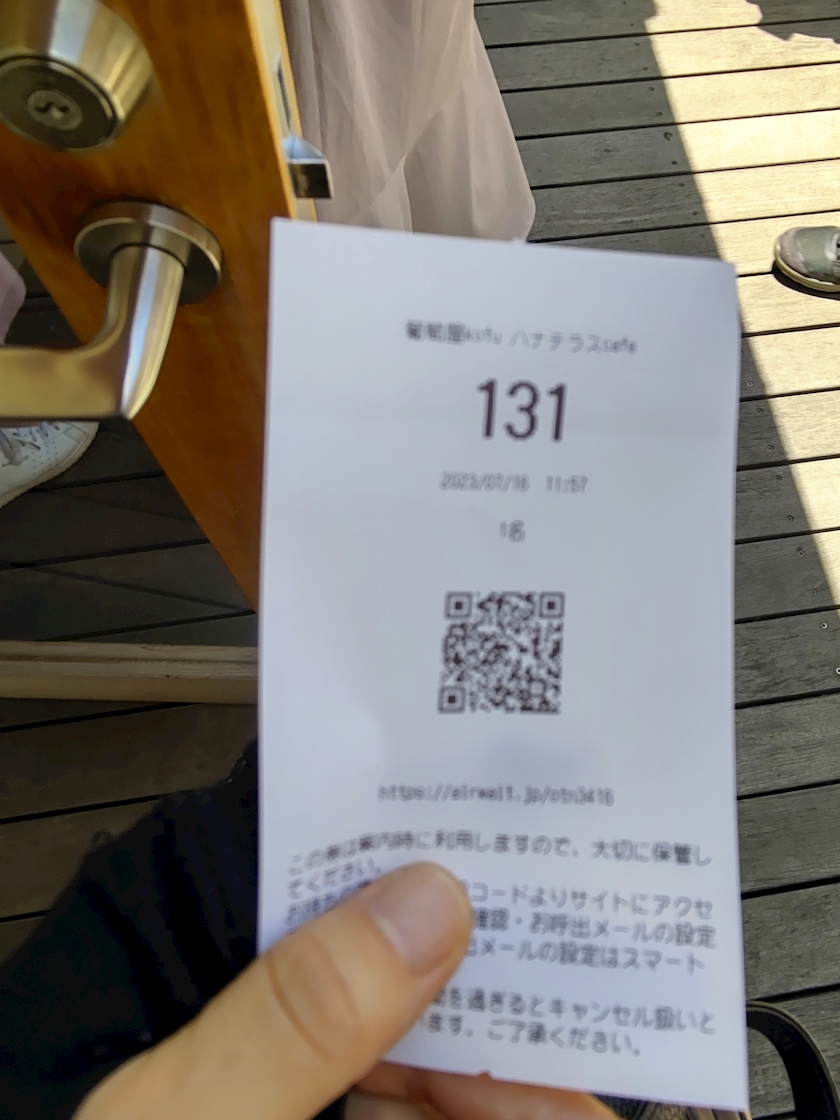 葡萄屋kofu ハナテラスcafe
131
2023/07/16 11:57
1名
https://airwait.jp/otn3416
この券は案内時に利用しますので、大切に保管し
てください。
コードよりサイトにアクセ
確認・お呼出メールの設定
メールの設定はスマート
を過ぎるとキャンセル扱いと
ます。ご了承ください。